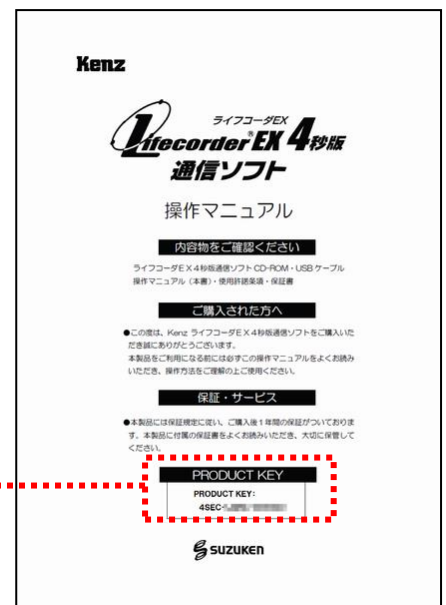 Kenz
ライフコーダEX
Lifecorder® EX 4秒版
通信ソフト
操作マニュアル
内容物をご確認ください
ライフコーダEX4秒版通信ソフトCD-ROM・USBケーブル
操作マニュアル(本書)・使用許諾条項・保証書
ご購入された方へ
●この度は、Kenz ライフコーダEX4秒版通信ソフトをご購入いた
だき誠にありがとうございます。
本製品をご利用になる前には必ずこの操作マニュアルをよくお読み
いただき、操作方法をご理解の上ご使用ください。
保証・サービス
●本製品には保証規定に従い、ご購入後1年間の保証がついておりま
す。本製品に付属の保証書をよくお読みいただき、大切に保管して
ください。
PRODUCT KEY
PRODUCT KEY:
4SEC-
SUZUKEN